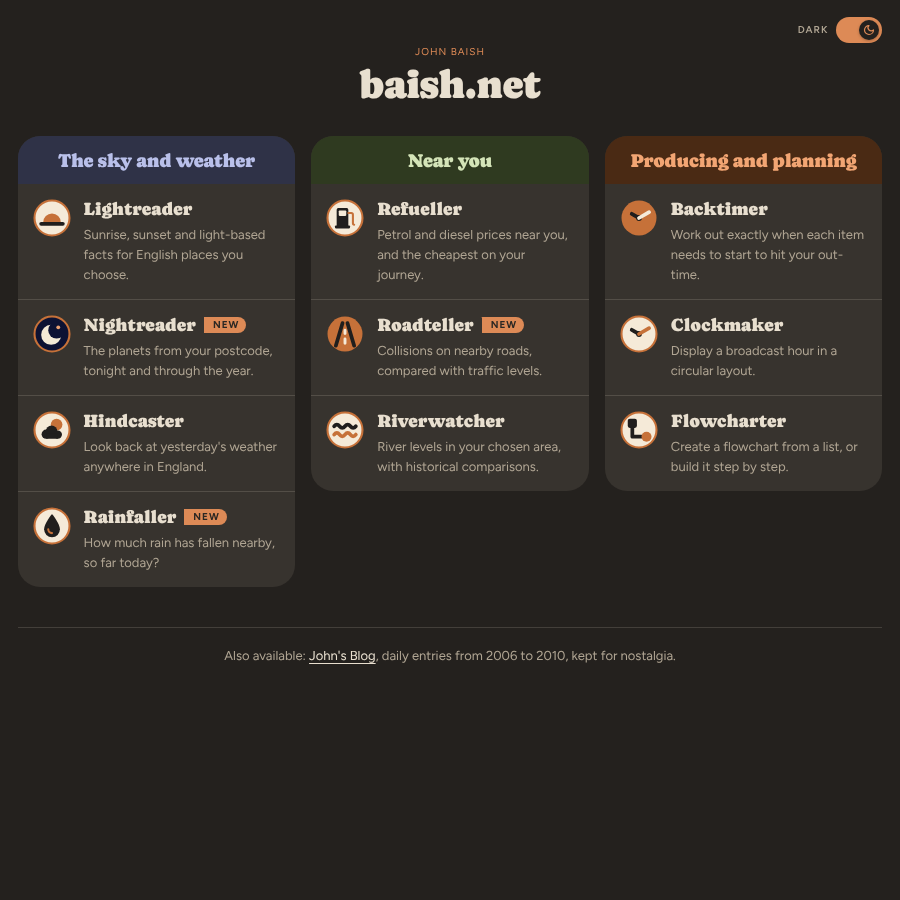 DARK
JOHN BAISH
baish.net
The sky and weather
Lightreader
Sunrise, sunset and light-based
facts for English places you
choose.
Nightreader NEW
The planets from your postcode,
tonight and through the year.
Hindcaster
Look back at yesterday's weather
anywhere in England.
Rainfaller NEW
How much rain has fallen nearby,
so far today?
Near you
Refueller
Petrol and diesel prices near you,
and the cheapest on your
journey.
Roadteller NEW
Collisions on nearby roads,
compared with traffic levels.
Riverwatcher
River levels in your chosen area,
with historical comparisons.
Producing and planning
Backtimer
Work out exactly when each item
needs to start to hit your out-
time.
Clockmaker
Display a broadcast hour in a
circular layout.
Flowcharter
Create a flowchart from a list, or
build it step by step.
Also available: John's Blog, daily entries from 2006 to 2010, kept for nostalgia.